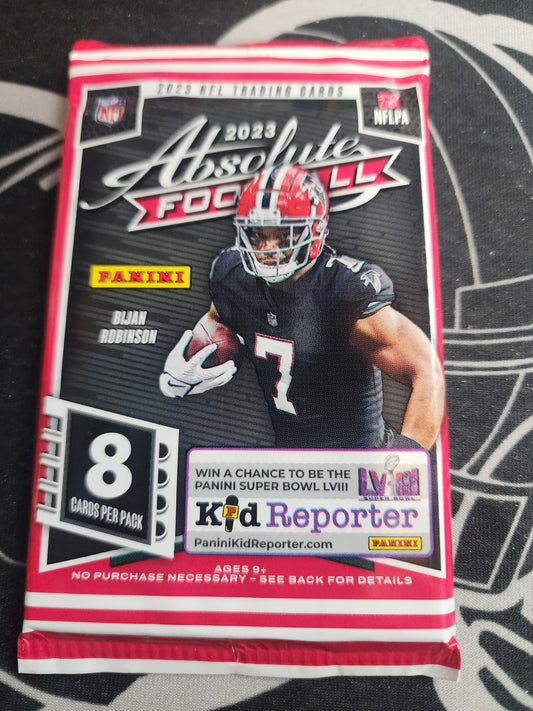 2023 NFL TRADING CARDS
NFL
NFLPA
2023
Absolute
FOOTBALL
7
PANINI
BIJAN
ROBINSON
7
8
CARDS PER PACK
WIN A CHANCE TO BE THE
PANINI SUPER BOWL LVIII
LVIII
SUPER BOWL
Kid Reporter
PaniniKidReporter.com
PANINI
AGES 9+
NO PURCHASE NECESSARY – SEE BACK FOR DETAILS